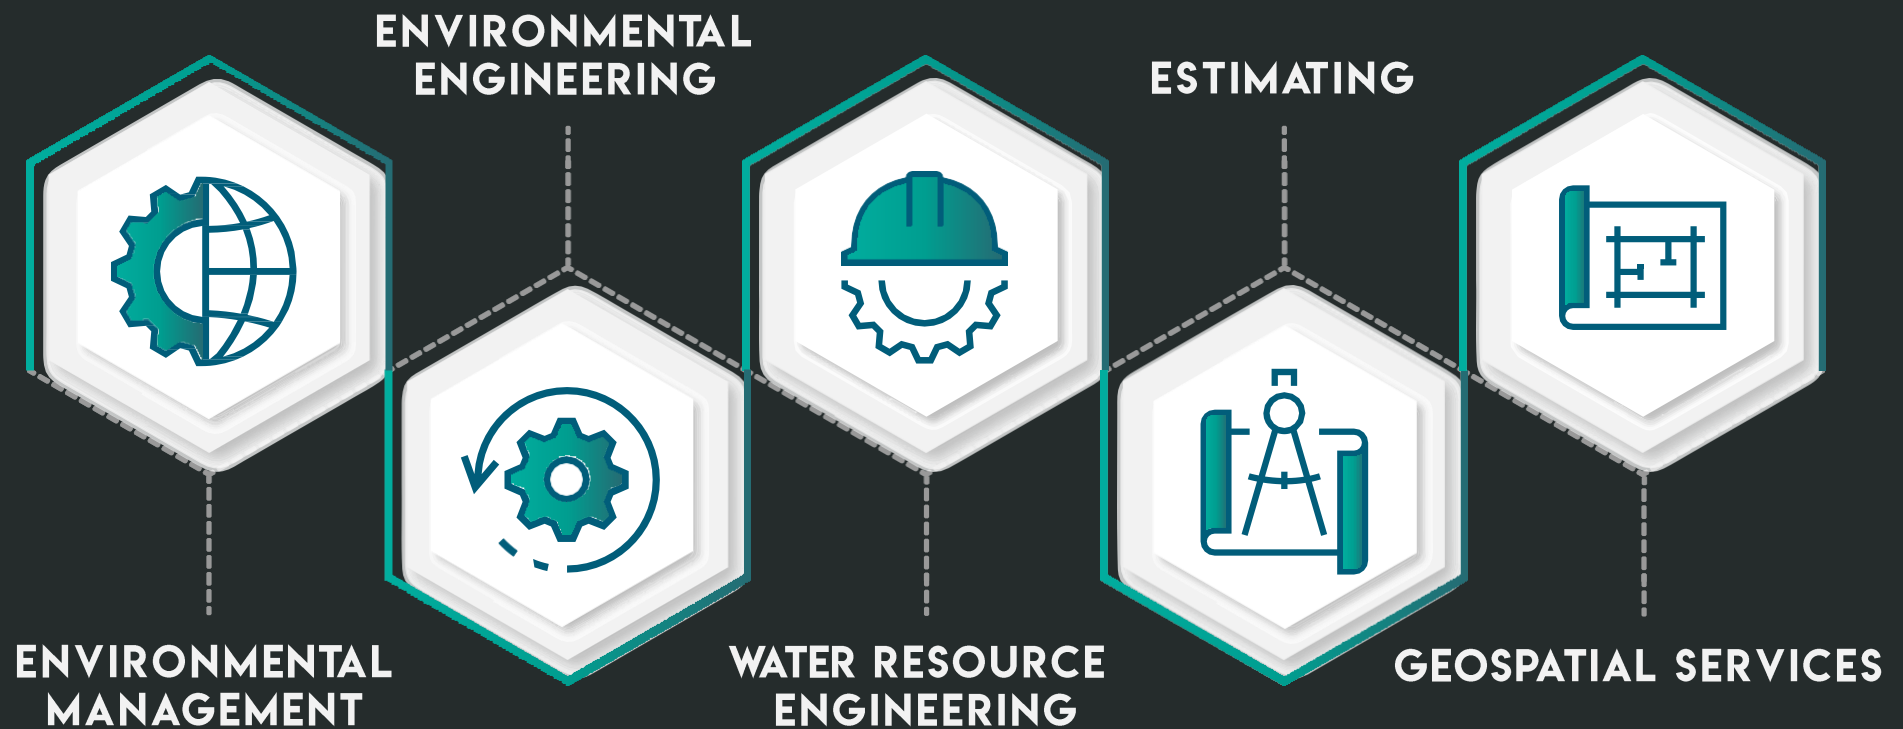 ENVIRONMENTAL
ENGINEERING
ESTIMATING
ENVIRONMENTAL
MANAGEMENT
WATER RESOURCE
ENGINEERING
GEOSPATIAL SERVICES